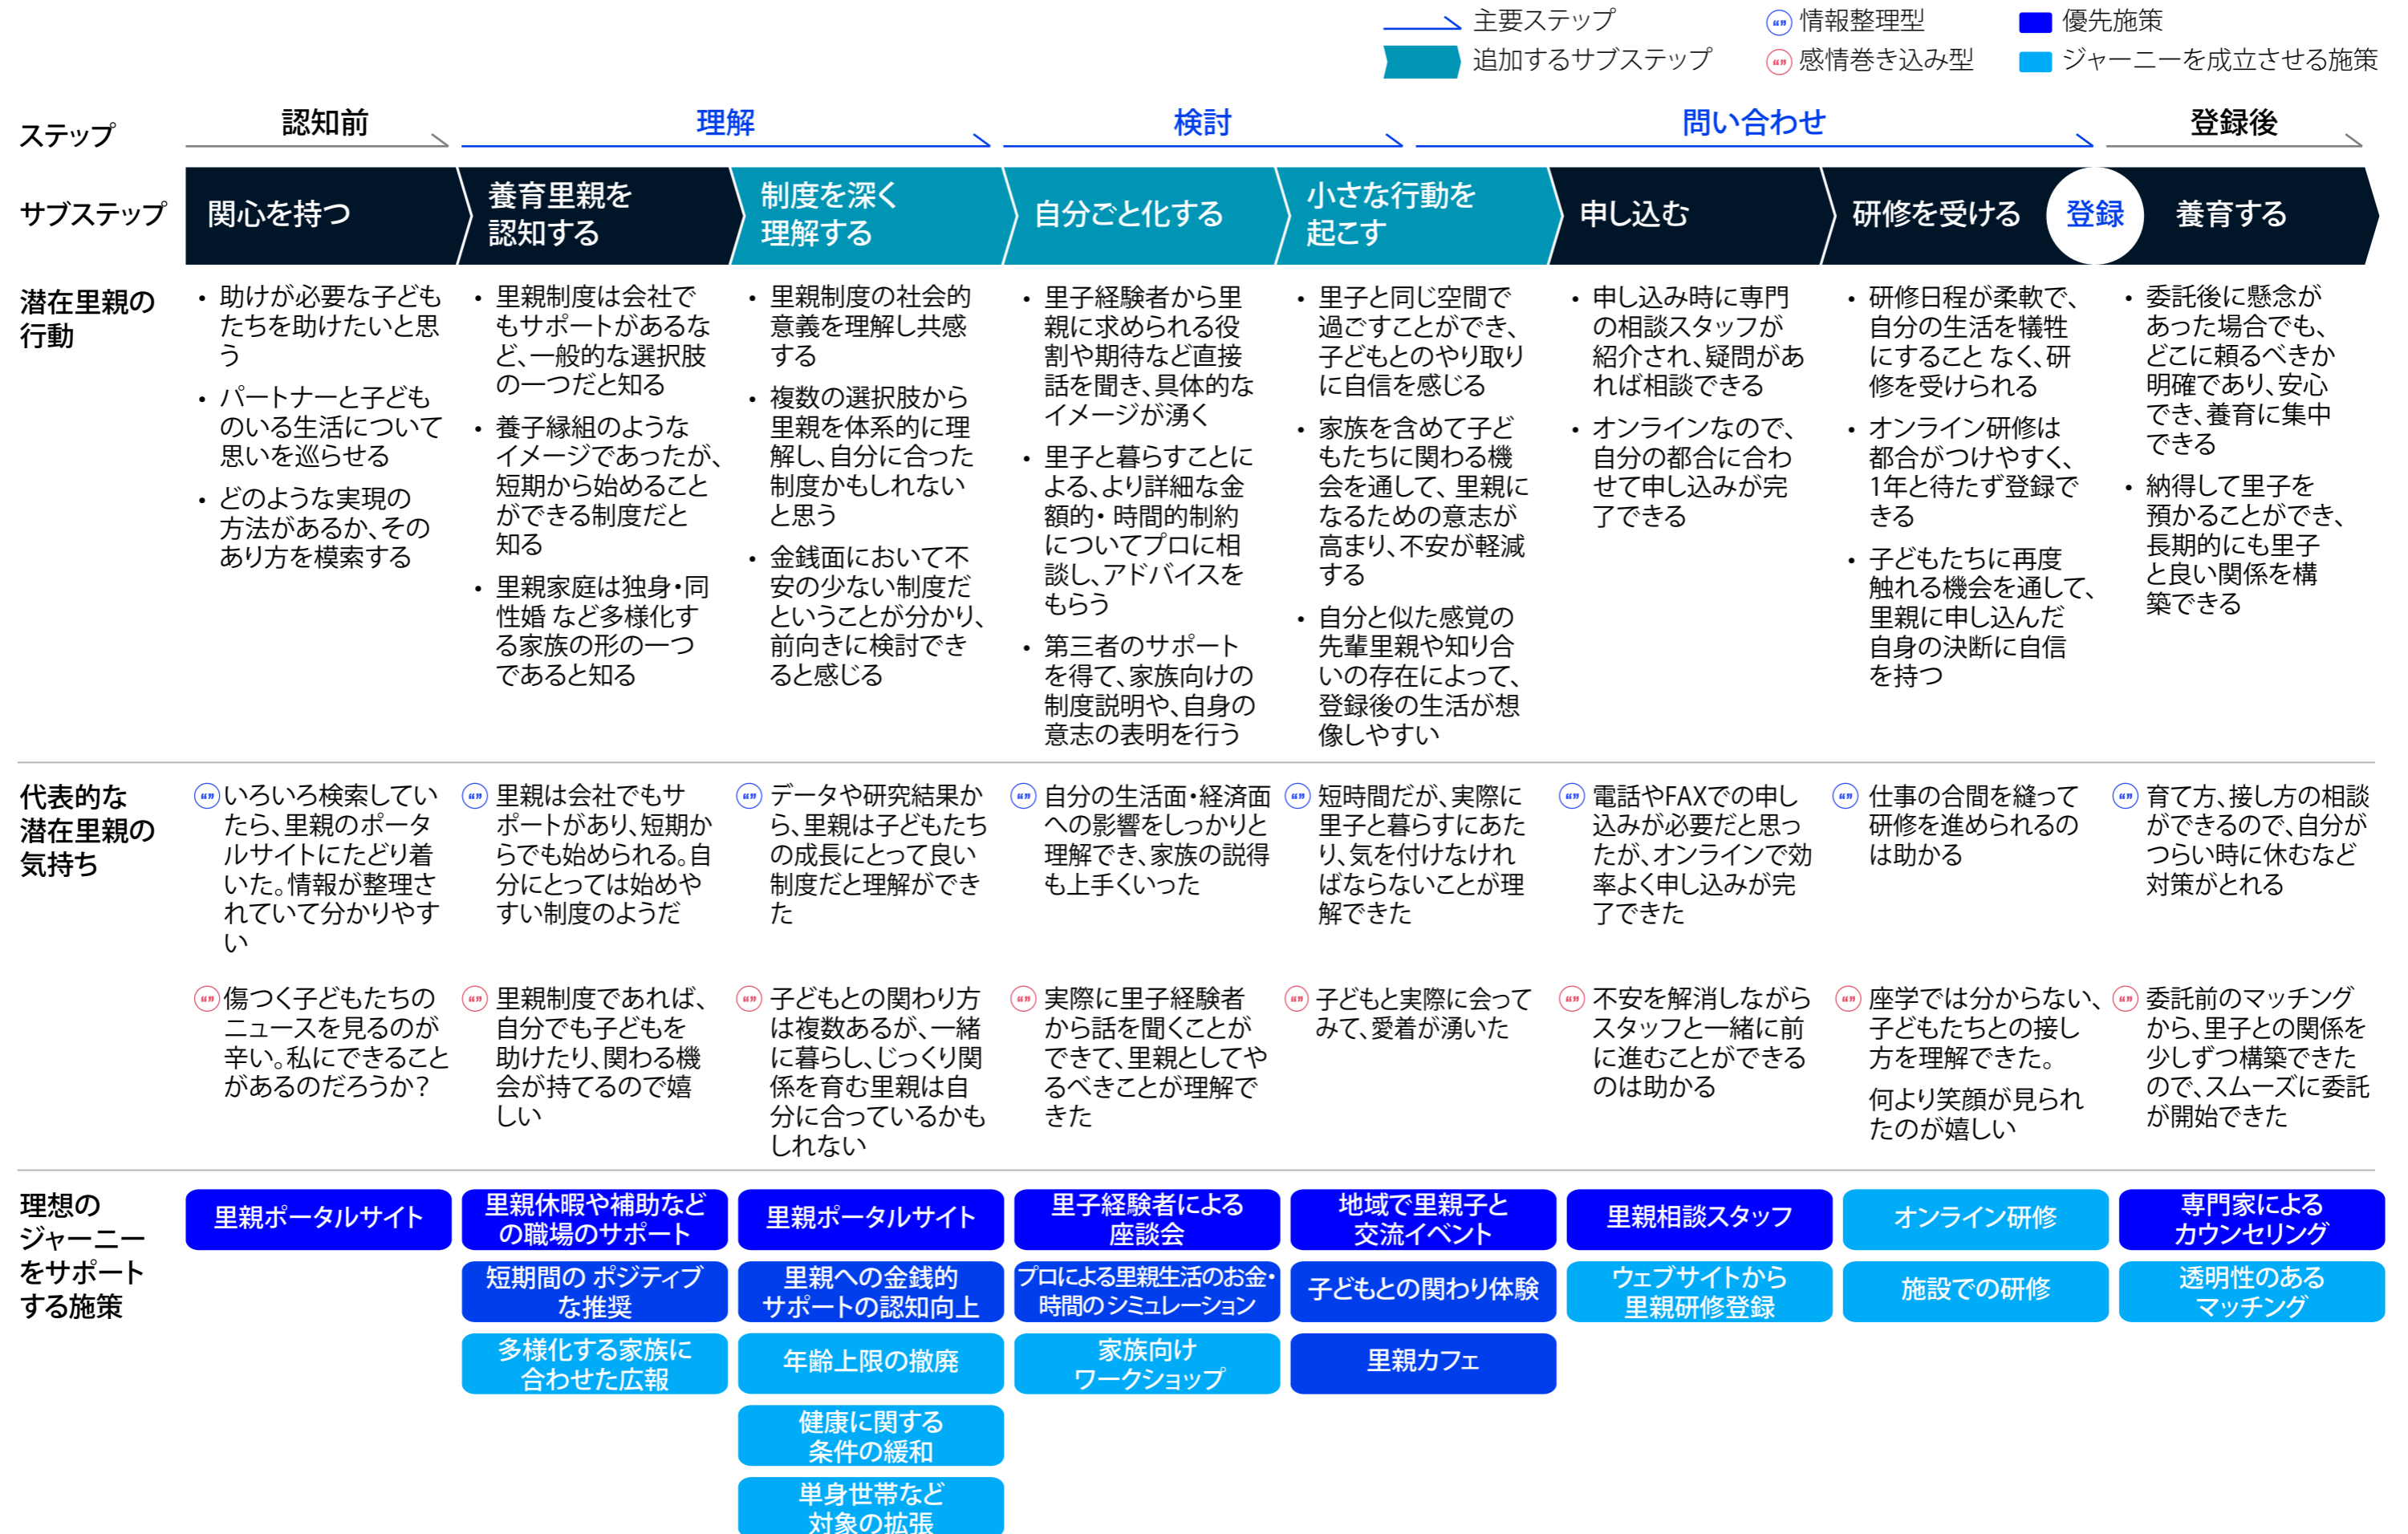 主要ステップ
追加するサブステップ
“”情報整理型
“”感情巻き込み型
優先施策
ジャーニーを成立させる施策
ステップ
認知前
理解
検討
問い合わせ
登録後
サブステップ
関心を持つ
養育里親を
認知する
制度を深く
理解する
自分ごと化する
小さな行動を
起こす
申し込む
研修を受ける
登録
養育する
潜在里親の
行動
• 助けが必要な子ども
たちを助けたいと思
う
• パートナーと子ども
のいる生活について
思いを巡らせる
• どのような実現の
方法があるか、その
あり方を模索する
• 里親制度は会社で
もサポートがあるな
ど、一般的な選択肢
の一つだと知る
• 養子縁組のような
イメージであったが、
短期から始めること
ができる制度だと
知る
• 里親家庭は独身・同
性婚 など多様化す
る家族の形の一つ
であると知る
• 里親制度の社会的
意義を理解し共感
する
• 複数の選択肢から
里親を体系的に理
解し、自分に合った
制度かもしれない
と思う
• 金銭面において不
安の少ない制度だ
ということが分かり、
前向きに検討でき
ると感じる
• 里子経験者から里
親に求められる役
割や期待など直接
話を聞き、具体的な
イメージが湧く
• 里子と暮らすことに
よる、より詳細な金
額的・ 時間的制約
についてプロに相
談し、アドバイスを
もらう
• 第三者のサポート
を得て、家族向けの
制度説明や、自身の
意志の表明を行う
• 里子と同じ空間で
過ごすことができ、
子どもとのやり取り
に自信を感じる
• 家族を含めて子ど
もたちに関わる機
会を通して、 里親に
なるための意志が
高まり、不安が軽減
する
• 自分と似た感覚の
先輩里親や知り合
いの存在によって、
登録後の生活が想
像しやすい
• 申し込み時に専門
の相談スタッフが
紹介され、疑問があ
れば相談できる
• オンラインなので、
自分の都合に合わ
せて申し込みが完
了できる
• 研修日程が柔軟で、
自分の生活を犠牲
にすること なく、研
修を受けられる
• オンライン研修は
都合がつけやすく、
1年と待たず登録で
きる
• 子どもたちに再度
触れる機会を通して、
里親に申し込んだ
自身の決断に自信
を持つ
• 委託後に懸念が
あった場合でも、
どこに頼るべきか
明確であり、安心
でき、養育に集中
できる
• 納得して里子を
預かることができ、
長期的にも里子
と良い関係を構
築できる
代表的な
潜在里親の
気持ち
“”いろいろ検索してい
たら、里親のポータ
ルサイトにたどり着
いた。情報が整理さ
れていて分かりやす
い
“”里親は会社でもサ
ポートがあり、短期か
らでも始められる。自
分にとっては始めや
すい制度のようだ
“”データや研究結果か
ら、里親は子どもたち
の成長にとって良い
制度だと理解ができ
た
“”自分の生活面・経済面
への影響をしっかりと
理解でき、家族の説得
も上手くいった
“”短時間だが、実際に
里子と暮らすにあた
り、気を付けなけれ
ばならないことが理
解できた
“”電話やFAXでの申し
込みが必要だと思っ
たが、オンラインで効
率よく申し込みが完
了できた
“”仕事の合間を縫って
研修を進められるの
は助かる
“”育て方、接し方の相談
ができるので、自分が
つらい時に休むなど
対策がとれる
“”傷つく子どもたちの
ニュースを見るのが
辛い。私にできること
があるのだろうか？
“”里親制度であれば、
自分でも子どもを
助けたり、関わる機
会が持てるので嬉
しい
“”子どもとの関わり方
は複数あるが、一緒
に暮らし、じっくり関
係を育む里親は自
分に合っているかも
しれない
“”実際に里子経験者
から話を聞くことが
できて、里親としてや
るべきことが理解で
きた
“”子どもと実際に会って
みて、愛着が湧いた
“”不安を解消しながら
スタッフと一緒に前
に進むことができる
のは助かる
“”座学では分からない、
子どもたちとの接し
方を理解できた。
何より笑顔が見られ
たのが嬉しい
“”委託前のマッチング
から、里子との関係を
少しずつ構築できた
ので、スムーズに委託
が開始できた
理想の
ジャーニー
をサポート
する施策
里親ポータルサイト
里親休暇や補助など
の職場のサポート
短期間の ポジティブ
な推奨
多様化する家族に
合わせた広報
里親ポータルサイト
里親への金銭的
サポートの認知向上
年齢上限の撤廃
健康に関する
条件の緩和
単身世帯など
対象の拡張
里子経験者による
座談会
プロによる里親生活のお金・
時間のシミュレーション
家族向け
ワークショップ
地域で里親子と
交流イベント
子どもとの関わり体験
里親カフェ
里親相談スタッフ
ウェブサイトから
里親研修登録
オンライン研修
施設での研修
専門家による
カウンセリング
透明性のある
マッチング